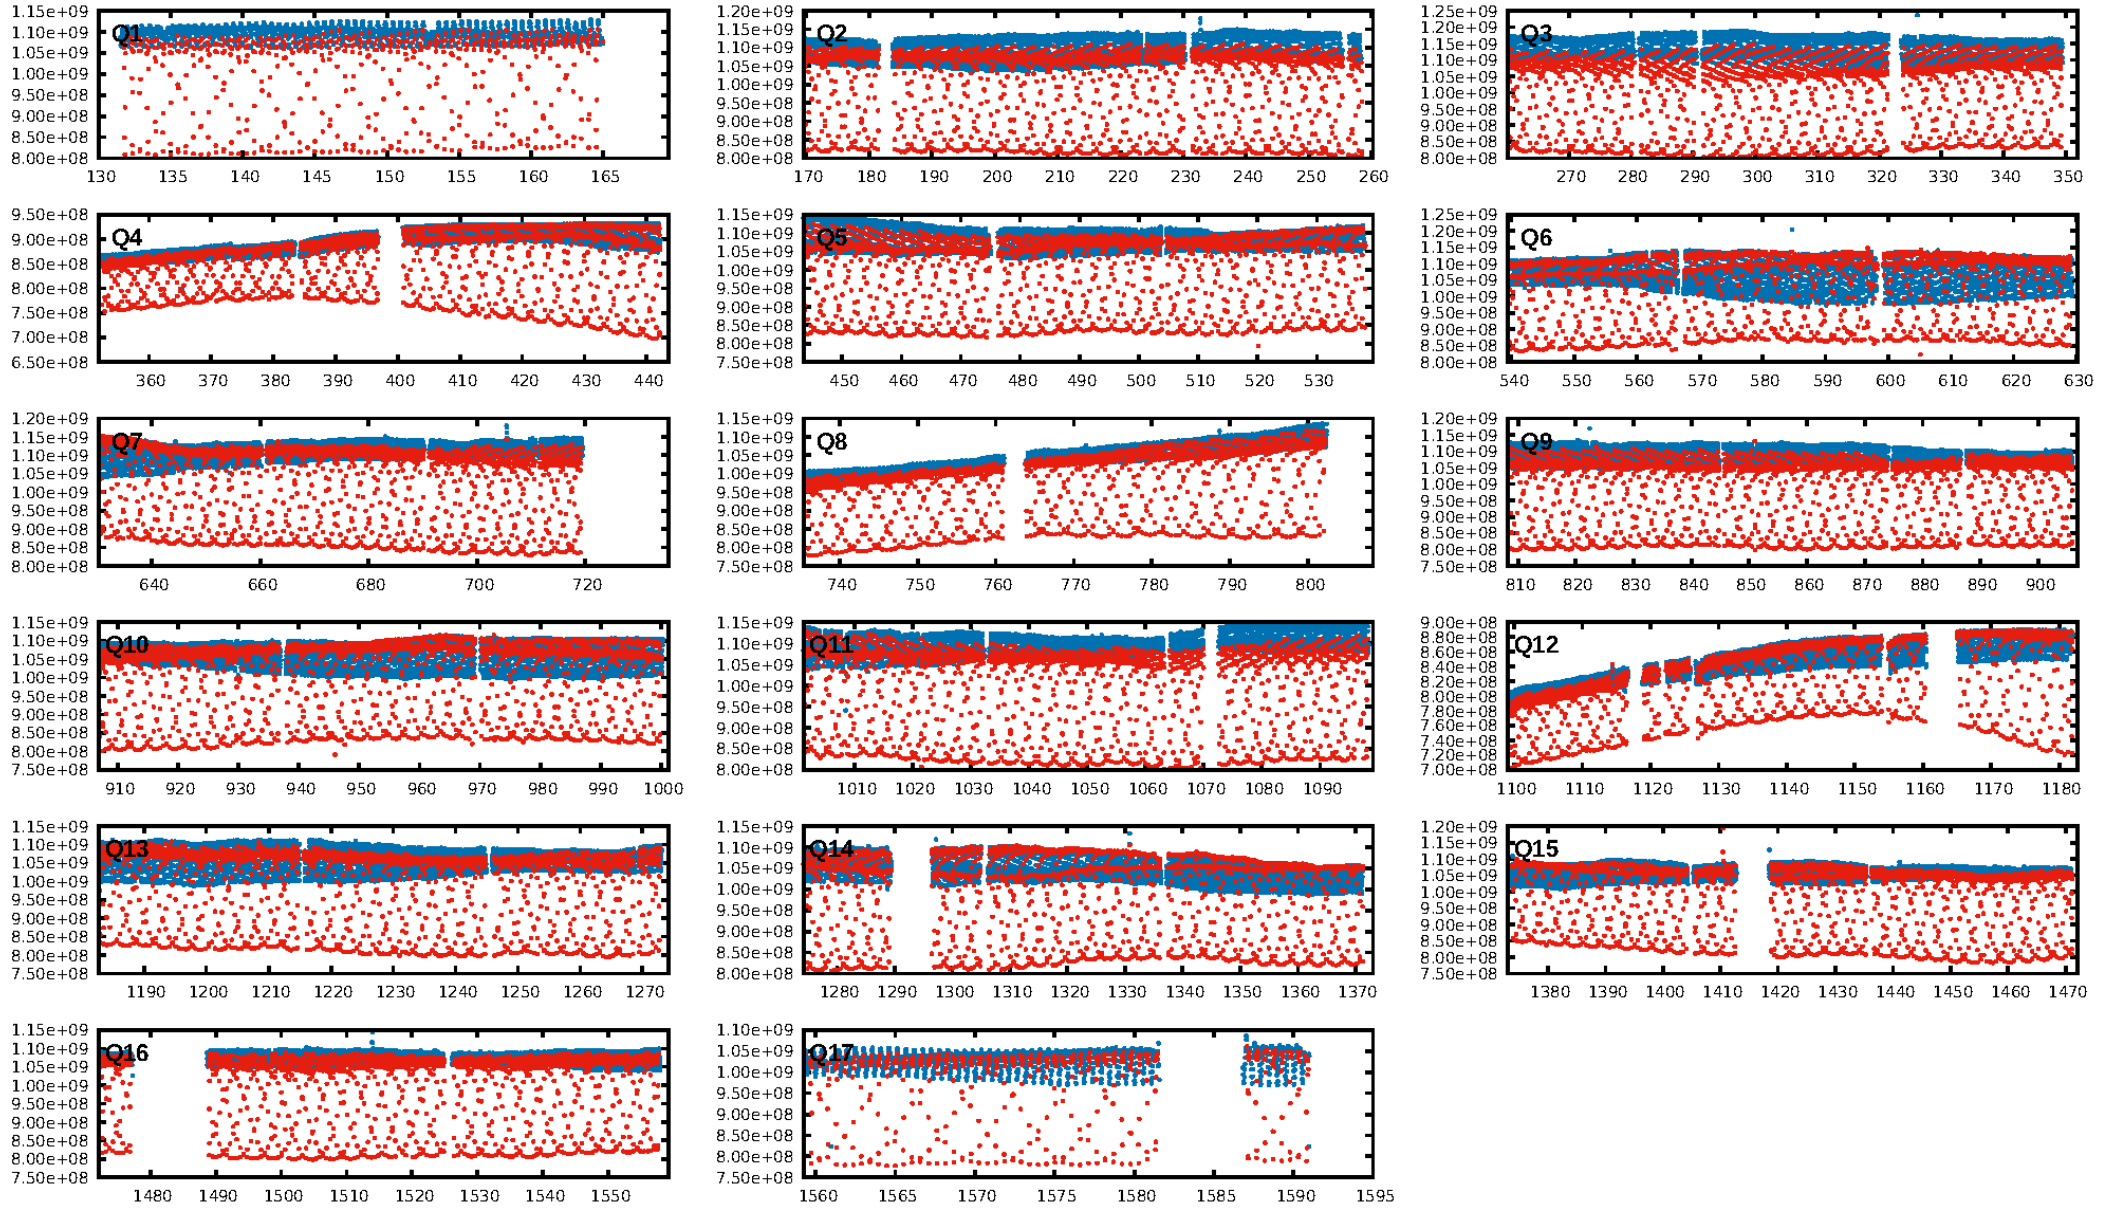 1.15e+09 1.10e+09 1.05e+09 1.00e+09 9.50e+08 9.00e+08 8.50e+08 8.00e+08
Q1
130 135 140 145 150 155 160 165
1.20e+09 1.15e+09 1.10e+09 1.05e+09 1.00e+09 9.50e+08 9.00e+08 8.50e+08 8.00e+08
Q2
170 180 190 200 210 220 230 240 250 260
1.25e+09 1.20e+09 1.15e+09 1.10e+09 1.05e+09 1.00e+09 9.50e+08 9.00e+08 8.50e+08 8.00e+08
Q3
270 280 290 300 310 320 330 340 350
9.50e+08 9.00e+08 8.50e+08 8.00e+08 7.50e+08 7.00e+08 6.50e+08
Q4
360 370 380 390 400 410 420 430 440
1.15e+09 1.10e+09 1.05e+09 1.00e+09 9.50e+08 9.00e+08 8.50e+08 8.00e+08 7.50e+08
Q5
450 460 470 480 490 500 510 520 530
1.25e+09 1.20e+09 1.15e+09 1.10e+09 1.05e+09 1.00e+09 9.50e+08 9.00e+08 8.50e+08 8.00e+08
Q6
540 550 560 570 580 590 600 610 620 630
1.20e+09 1.15e+09 1.10e+09 1.05e+09 1.00e+09 9.50e+08 9.00e+08 8.50e+08 8.00e+08
Q7
640 660 680 700 720
1.15e+09 1.10e+09 1.05e+09 1.00e+09 9.50e+08 9.00e+08 8.50e+08 8.00e+08 7.50e+08
Q8
740 750 760 770 780 790 800
1.20e+09 1.15e+09 1.10e+09 1.05e+09 1.00e+09 9.50e+08 9.00e+08 8.50e+08 8.00e+08 7.50e+08
Q9
810 820 830 840 850 860 870 880 890 900
1.15e+09 1.10e+09 1.05e+09 1.00e+09 9.50e+08 9.00e+08 8.50e+08 8.00e+08 7.50e+08
Q10
910 920 930 940 950 960 970 980 990 1000
1.15e+09 1.10e+09 1.05e+09 1.00e+09 9.50e+08 9.00e+08 8.50e+08 8.00e+08
Q11
1010 1020 1030 1040 1050 1060 1070 1080 1090
9.00e+08 8.80e+08 8.60e+08 8.40e+08 8.20e+08 8.00e+08 7.80e+08 7.60e+08 7.40e+08 7.20e+08 7.00e+08
Q12
1100 1110 1120 1130 1140 1150 1160 1170 1180
1.15e+09 1.10e+09 1.05e+09 1.00e+09 9.50e+08 9.00e+08 8.50e+08 8.00e+08 7.50e+08
Q13
1190 1200 1210 1220 1230 1240 1250 1260 1270
1.15e+09 1.10e+09 1.05e+09 1.00e+09 9.50e+08 9.00e+08 8.50e+08 8.00e+08
Q14
1280 1290 1300 1310 1320 1330 1340 1350 1360 1370
1.20e+09 1.15e+09 1.10e+09 1.05e+09 1.00e+09 9.50e+08 9.00e+08 8.50e+08 8.00e+08 7.50e+08
Q15
1380 1390 1400 1410 1420 1430 1440 1450 1460 1470
1.15e+09 1.10e+09 1.05e+09 1.00e+09 9.50e+08 9.00e+08 8.50e+08 8.00e+08 7.50e+08
Q16
1480 1490 1500 1510 1520 1530 1540 1550
1.10e+09 1.05e+09 1.00e+09 9.50e+08 9.00e+08 8.50e+08 8.00e+08 7.50e+08
Q17
1560 1565 1570 1575 1580 1585 1590 1595